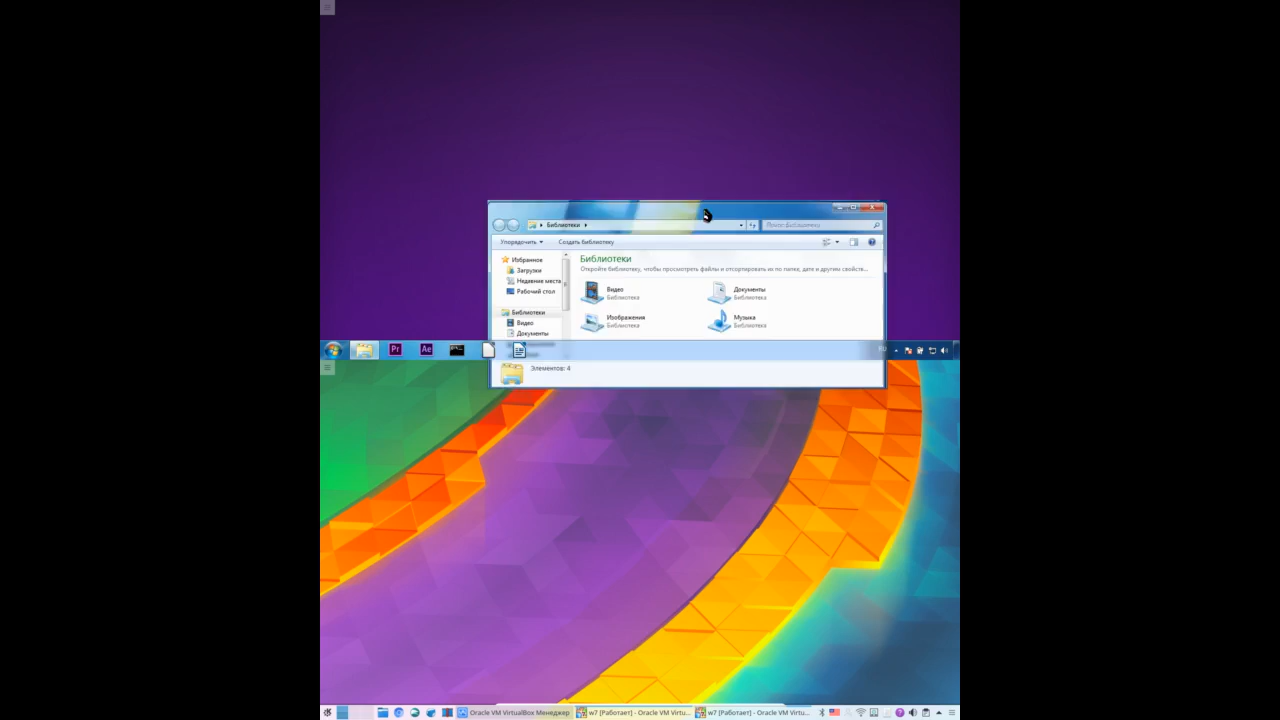 Библиотеки
Поиск: Библиотеки
Упорядочить
Создать библиотеку
Избранное
Загрузки
Недавние места
Рабочий стол
Библиотеки
Видео
Документы
Библиотеки
Откройте библиотеку, чтобы просмотреть файлы и отсортировать их по папке, дате и другим свойств...
Видео
Библиотека
Документы
Библиотека
Изображения
Библиотека
Музыка
Библиотека
Pr
Ae
RU
Элементов: 4
Oracle VM VirtualBox Менеджер
w7 [Работает] - Oracle VM Virtu...
w7 [Работает] - Oracle VM Virtu...